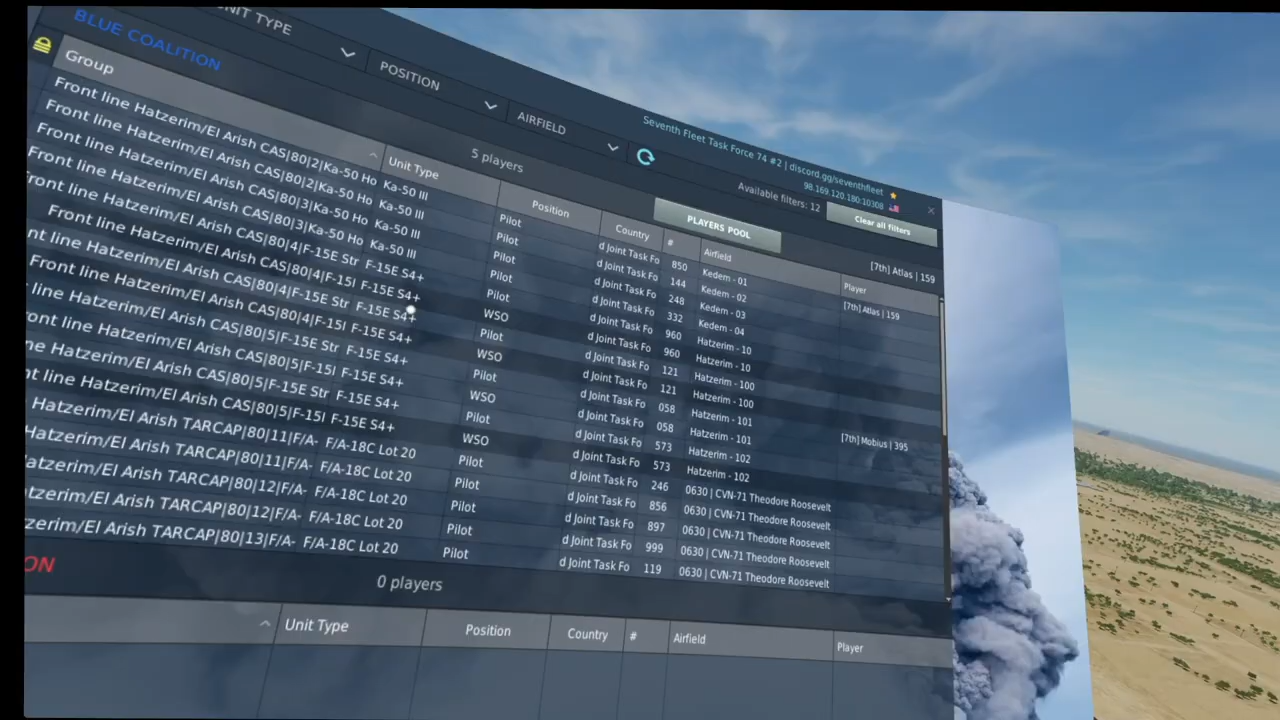 UNIT TYPE
POSITION
AIRFIELD
Seventh Fleet Task Force 74 #2 | discord.gg/seventhfleet
98.169.120.180:10308
BLUE COALITION
5 players
Available filters: 12
Clear all filters
PLAYERS POOL
[7th] Atlas | 159
Group Unit Type Position Country # Airfield Player
Front line Hatzerim/El Arish CAS|80|2|Ka-50 Ho Ka-50 III Pilot d Joint Task Fo 850 Kedem - 01 [7th] Atlas | 159
Front line Hatzerim/El Arish CAS|80|2|Ka-50 Ho Ka-50 III Pilot d Joint Task Fo 144 Kedem - 02
Front line Hatzerim/El Arish CAS|80|3|Ka-50 Ho Ka-50 III Pilot d Joint Task Fo 248 Kedem - 03
Front line Hatzerim/El Arish CAS|80|3|Ka-50 Ho Ka-50 III Pilot d Joint Task Fo 332 Kedem - 04
ront line Hatzerim/El Arish CAS|80|4|F-15E Str F-15E S4+ Pilot d Joint Task Fo 960 Hatzerim - 10
Front line Hatzerim/El Arish CAS|80|4|F-15I F-15E S4+ WSO d Joint Task Fo 960 Hatzerim - 10
nt line Hatzerim/El Arish CAS|80|4|F-15E Str F-15E S4+ Pilot d Joint Task Fo 121 Hatzerim - 100
Front line Hatzerim/El Arish CAS|80|4|F-15I F-15E S4+ WSO d Joint Task Fo 121 Hatzerim - 100
line Hatzerim/El Arish CAS|80|5|F-15E Str F-15E S4+ Pilot d Joint Task Fo 058 Hatzerim - 101
ont line Hatzerim/El Arish CAS|80|5|F-15I F-15E S4+ WSO d Joint Task Fo 058 Hatzerim - 101
ne Hatzerim/El Arish CAS|80|5|F-15E Str F-15E S4+ Pilot d Joint Task Fo 573 Hatzerim - 102 [7th] Mobius | 395
nt line Hatzerim/El Arish CAS|80|5|F-15I F-15E S4+ WSO d Joint Task Fo 573 Hatzerim - 102
Hatzerim/El Arish TARCAP|80|11|F/A- F/A-18C Lot 20 Pilot d Joint Task Fo 246 0630 | CVN-71 Theodore Roosevelt
Hatzerim/El Arish TARCAP|80|11|F/A- F/A-18C Lot 20 Pilot d Joint Task Fo 856 0630 | CVN-71 Theodore Roosevelt
atzerim/El Arish TARCAP|80|12|F/A- F/A-18C Lot 20 Pilot d Joint Task Fo 897 0630 | CVN-71 Theodore Roosevelt
tzerim/El Arish TARCAP|80|12|F/A- F/A-18C Lot 20 Pilot d Joint Task Fo 999 0630 | CVN-71 Theodore Roosevelt
zerim/El Arish TARCAP|80|13|F/A- F/A-18C Lot 20 Pilot d Joint Task Fo 119 0630 | CVN-71 Theodore Roosevelt
ON
0 players
Unit Type Position Country # Airfield Player